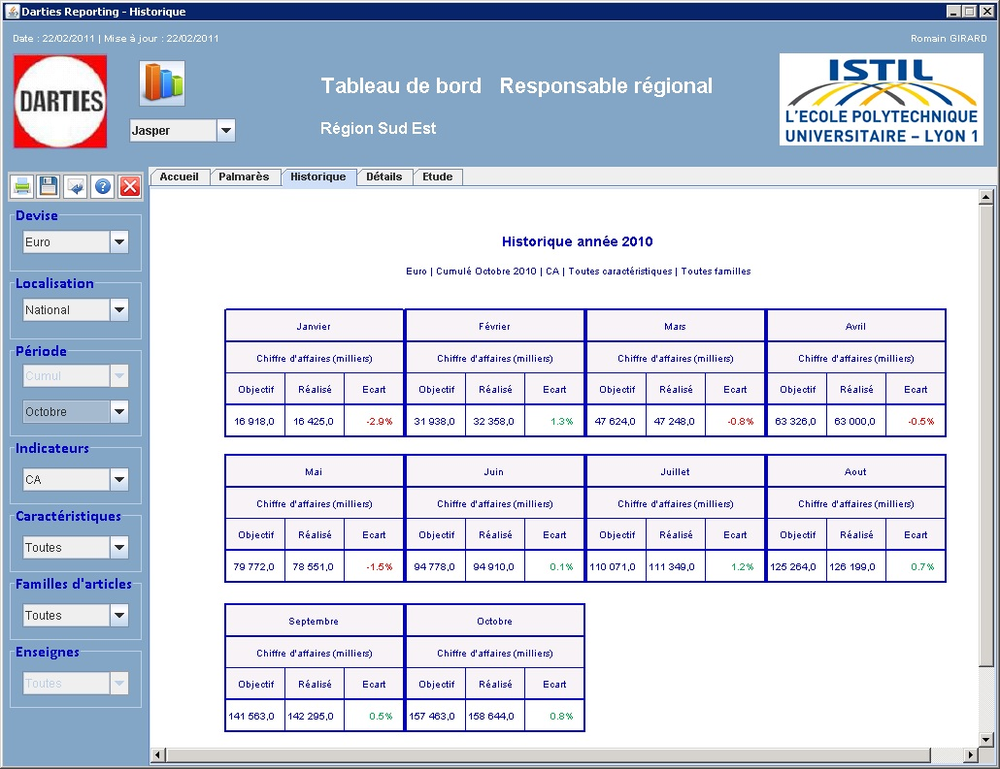 Darties Reporting - Historique
Date : 22/02/2011 | Mise à jour : 22/02/2011
Romain GIRARD
DARTIES
Jasper
Tableau de bord Responsable régional
Région Sud Est
ISTIL
L'ECOLE POLYTECHNIQUE
UNIVERSITAIRE – LYON 1
Accueil Palmarès Historique Détails Etude
Devise
Euro
Localisation
National
Période
Cumul
Octobre
Indicateurs
CA
Caractéristiques
Toutes
Familles d'articles
Toutes
Enseignes
Toutes
Historique année 2010
Euro | Cumulé Octobre 2010 | CA | Toutes caractéristiques | Toutes familles
Janvier Février Mars Avril
Chiffre d'affaires (milliers) Chiffre d'affaires (milliers) Chiffre d'affaires (milliers) Chiffre d'affaires (milliers)
Objectif Réalisé Ecart Objectif Réalisé Ecart Objectif Réalisé Ecart Objectif Réalisé Ecart
16 918,0 16 425,0 -2.9% 31 938,0 32 358,0 1.3% 47 624,0 47 248,0 -0.8% 63 326,0 63 000,0 -0.5%
Mai Juin Juillet Aout
Chiffre d'affaires (milliers) Chiffre d'affaires (milliers) Chiffre d'affaires (milliers) Chiffre d'affaires (milliers)
Objectif Réalisé Ecart Objectif Réalisé Ecart Objectif Réalisé Ecart Objectif Réalisé Ecart
79 772,0 78 551,0 -1.5% 94 778,0 94 910,0 0.1% 110 071,0 111 349,0 1.2% 125 264,0 126 199,0 0.7%
Septembre Octobre
Chiffre d'affaires (milliers) Chiffre d'affaires (milliers)
Objectif Réalisé Ecart Objectif Réalisé Ecart
141 563,0 142 295,0 0.5% 157 463,0 158 644,0 0.8%